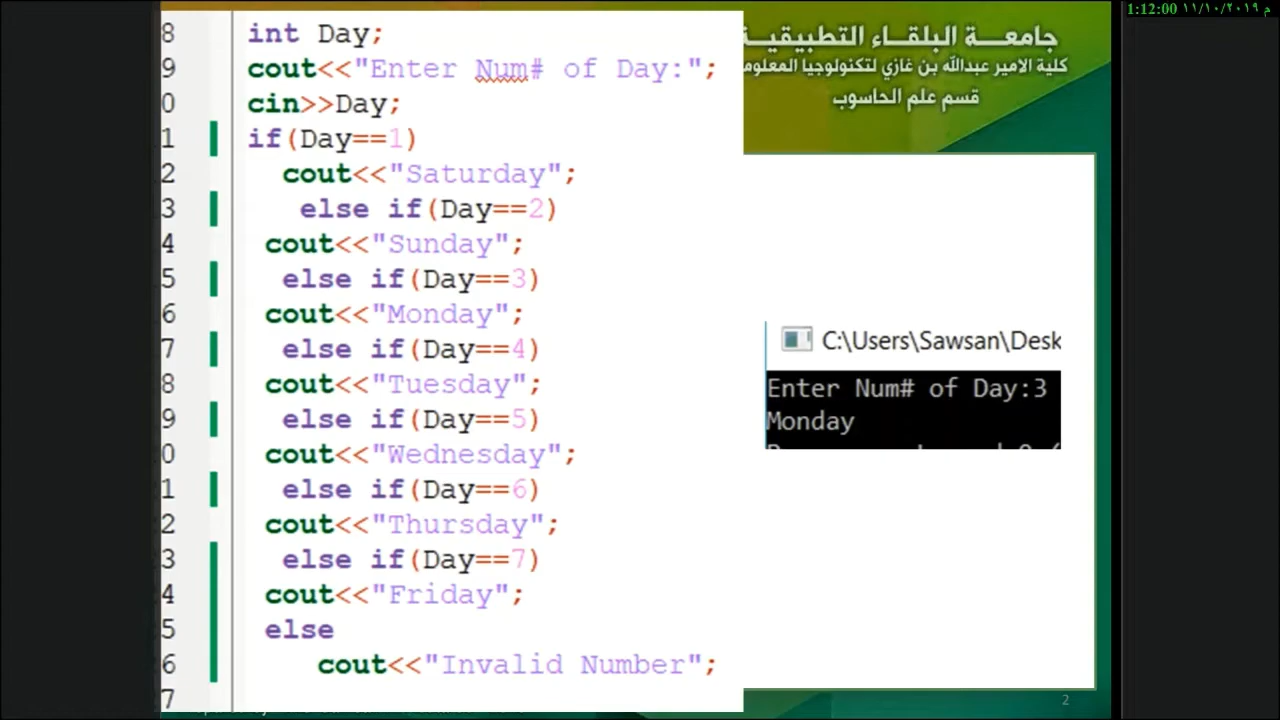 1:12:00 م ١١/١٠/٢٠١٩
جامعة البلقاء التطبيقية
كلية الامير عبدالله بن غازي لتكنولوجيا
قسم علم الحاسوب
8 int Day;
9 cout<<"Enter Num# of Day:";
0 cin>>Day;
1 if(Day==1)
2 cout<<"Saturday";
3 else if(Day==2)
4 cout<<"Sunday";
5 else if(Day==3)
6 cout<<"Monday";
7 else if(Day==4)
8 cout<<"Tuesday";
9 else if(Day==5)
0 cout<<"Wednesday";
1 else if(Day==6)
2 cout<<"Thursday";
3 else if(Day==7)
4 cout<<"Friday";
5 else
6 cout<<"Invalid Number";
7
C:\Users\Sawsan\Desk
Enter Num# of Day:3
Monday
2